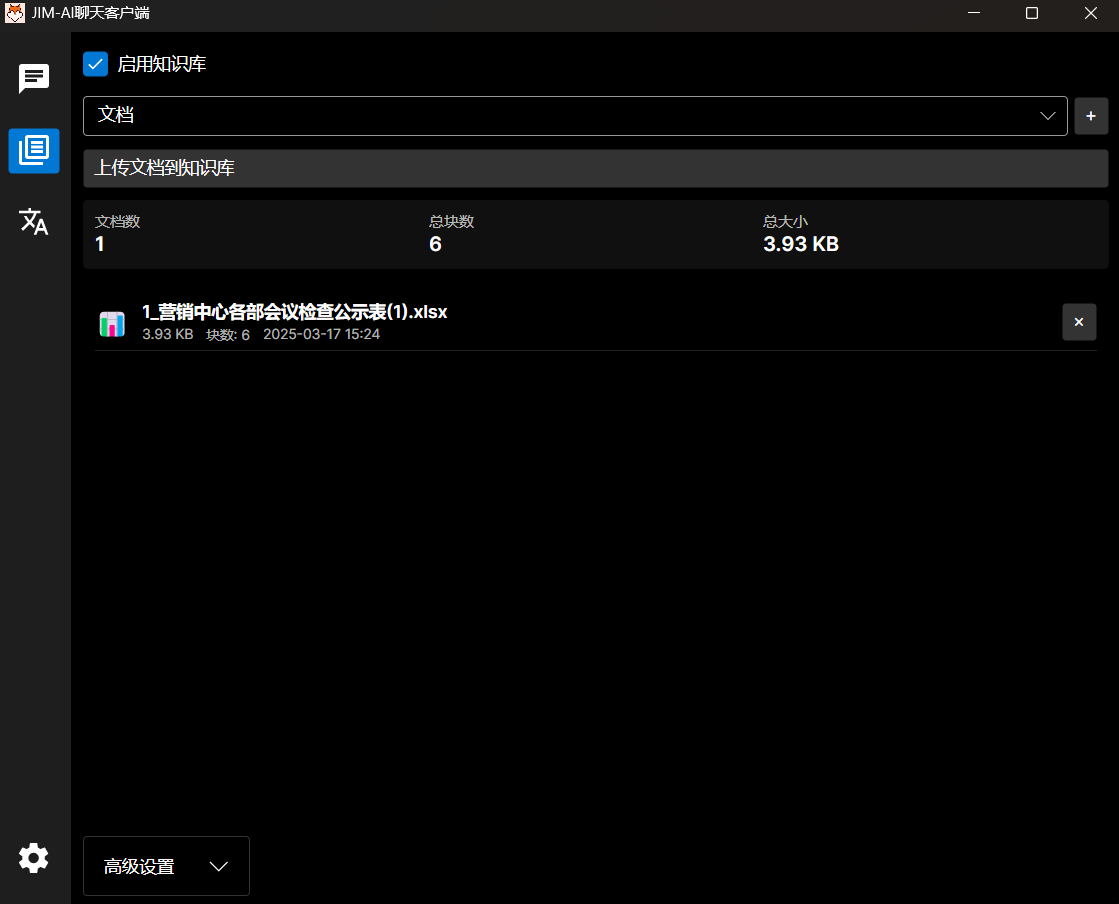 JIM-AI聊天客户端
启用知识库
文档
+
上传文档到知识库
文档数 总块数 总大小
1 6 3.93 KB
1_营销中心各部会议检查公示表(1).xlsx
3.93 KB 块数: 6 2025-03-17 15:24
高级设置